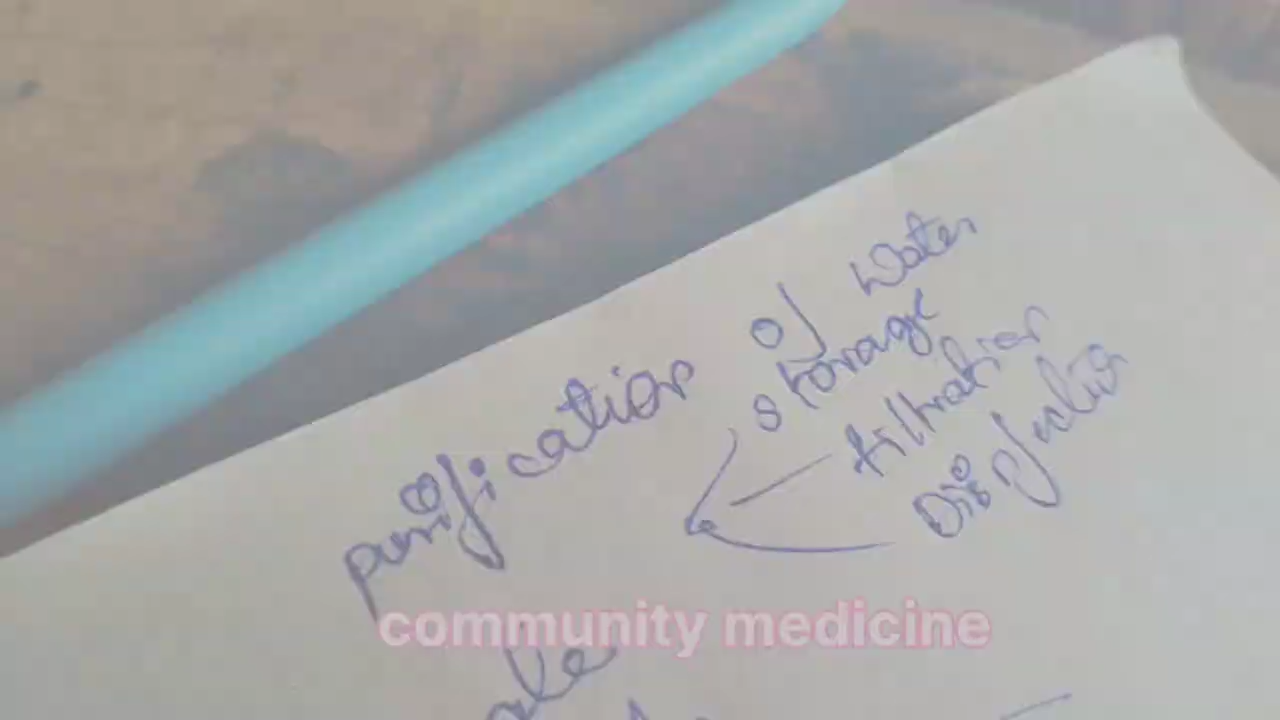 purification of water
storage
filtration
Disinfection
community medicine